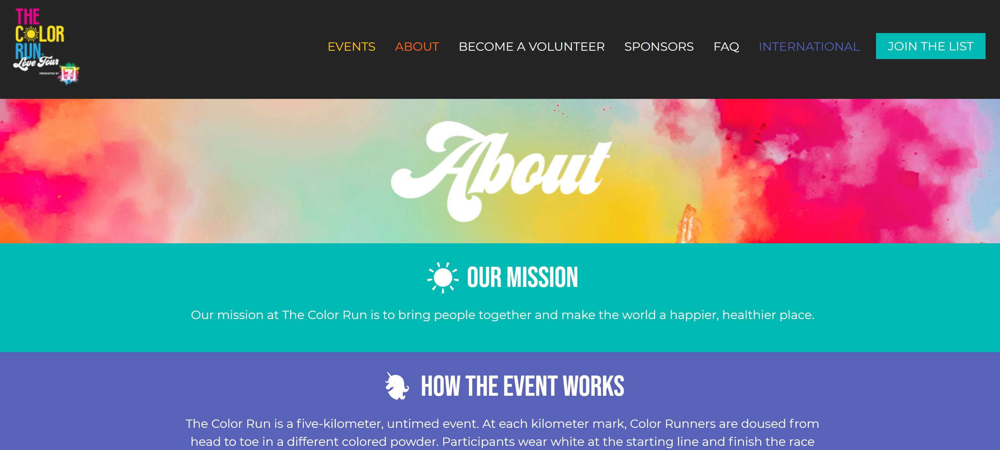 THE
COLOR
RUN
Love Tour
PRESENTED BY
7
ELEVEN
EVENTS ABOUT BECOME A VOLUNTEER SPONSORS FAQ INTERNATIONAL JOIN THE LIST
About
OUR MISSION
Our mission at The Color Run is to bring people together and make the world a happier, healthier place.
HOW THE EVENT WORKS
The Color Run is a five-kilometer, untimed event. At each kilometer mark, Color Runners are doused from
head to toe in a different colored powder. Participants wear white at the starting line and finish the race